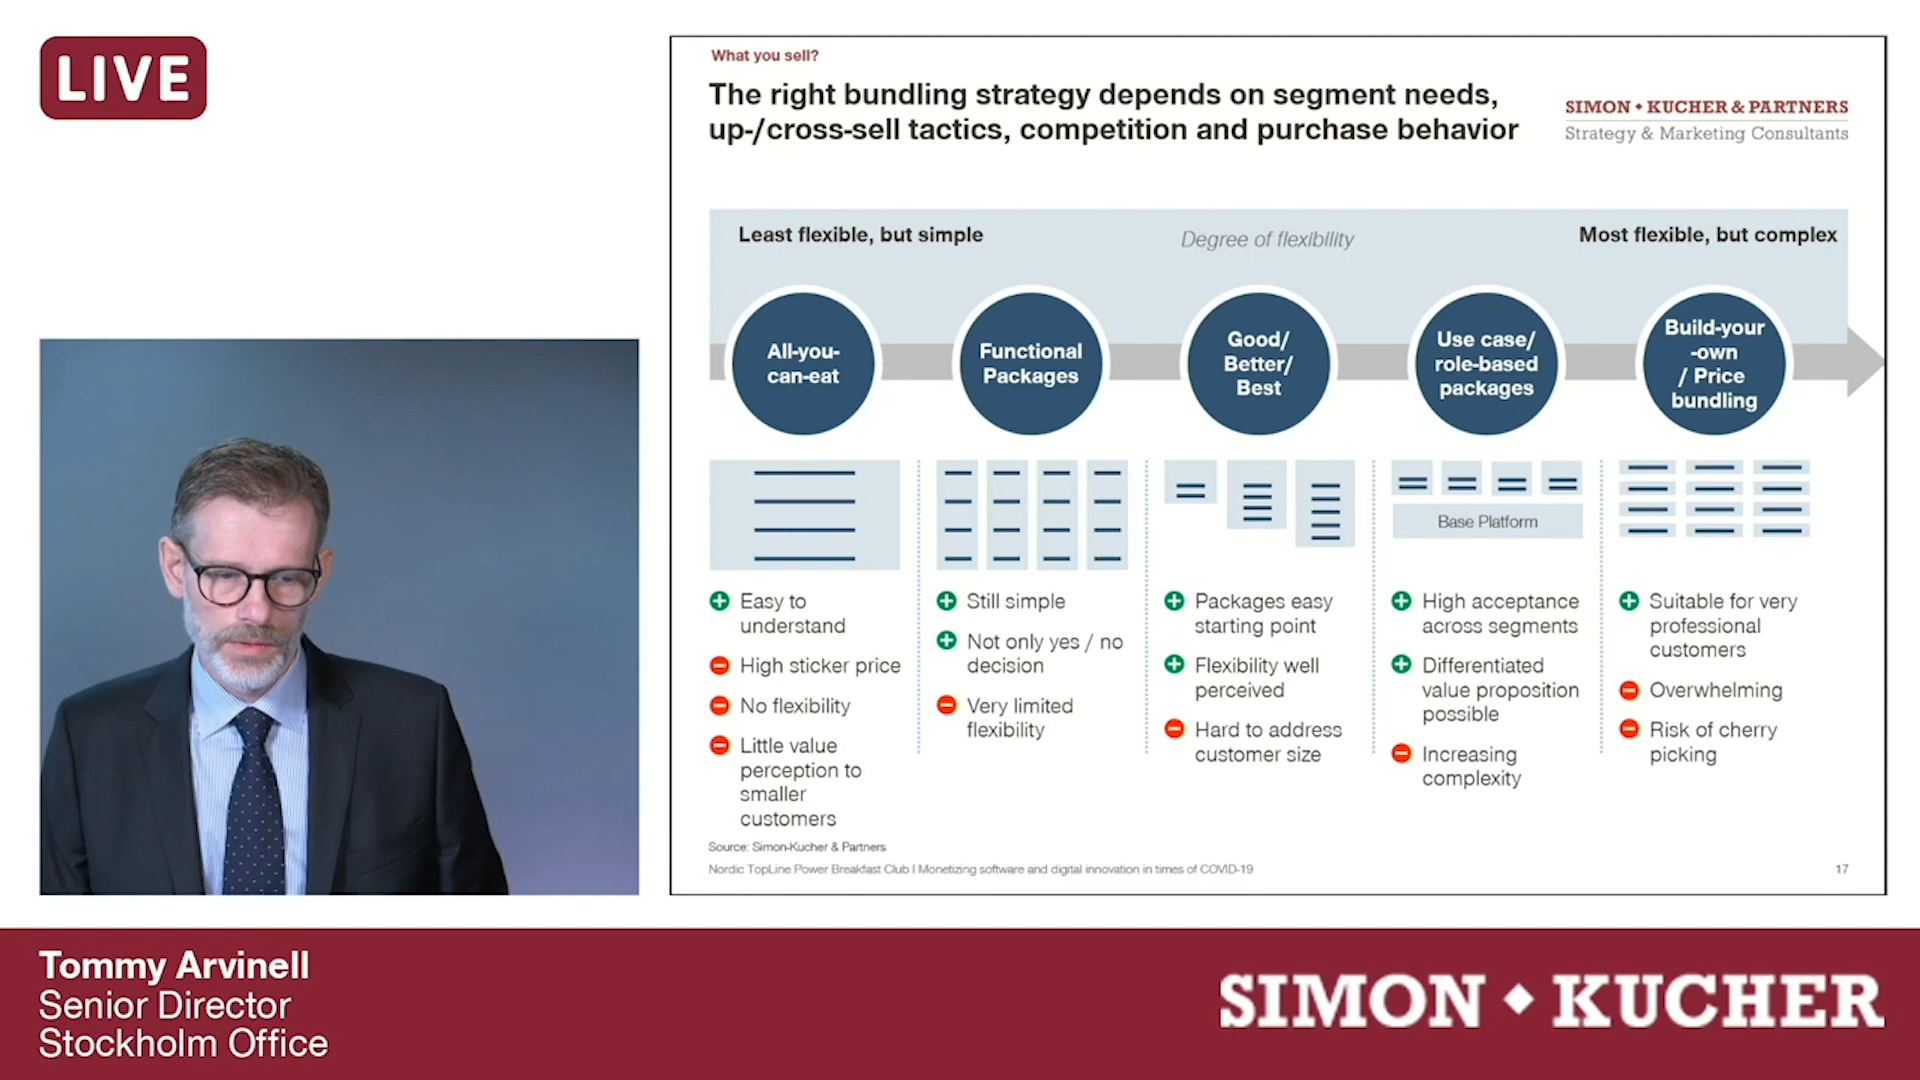 LIVE
What you sell?
The right bundling strategy depends on segment needs,
up-/cross-sell tactics, competition and purchase behavior
SIMON • KUCHER & PARTNERS
Strategy & Marketing Consultants
Least flexible, but simple
Degree of flexibility
Most flexible, but complex
All-you-
can-eat
Functional
Packages
Good/
Better/
Best
Use case/
role-based
packages
Build-your
-own
/ Price
bundling
Base Platform
Easy to
understand
High sticker price
No flexibility
Little value
perception to
smaller
customers
Still simple
Not only yes / no
decision
Very limited
flexibility
Packages easy
starting point
Flexibility well
perceived
Hard to address
customer size
High acceptance
across segments
Differentiated
value proposition
possible
Increasing
complexity
Suitable for very
professional
customers
Overwhelming
Risk of cherry
picking
Source: Simon-Kucher & Partners
Nordic TopLine Power Breakfast Club I Monetizing software and digital innovation in times of COVID-19
17
Tommy Arvinell
Senior Director
Stockholm Office
SIMON ◆ KUCHER